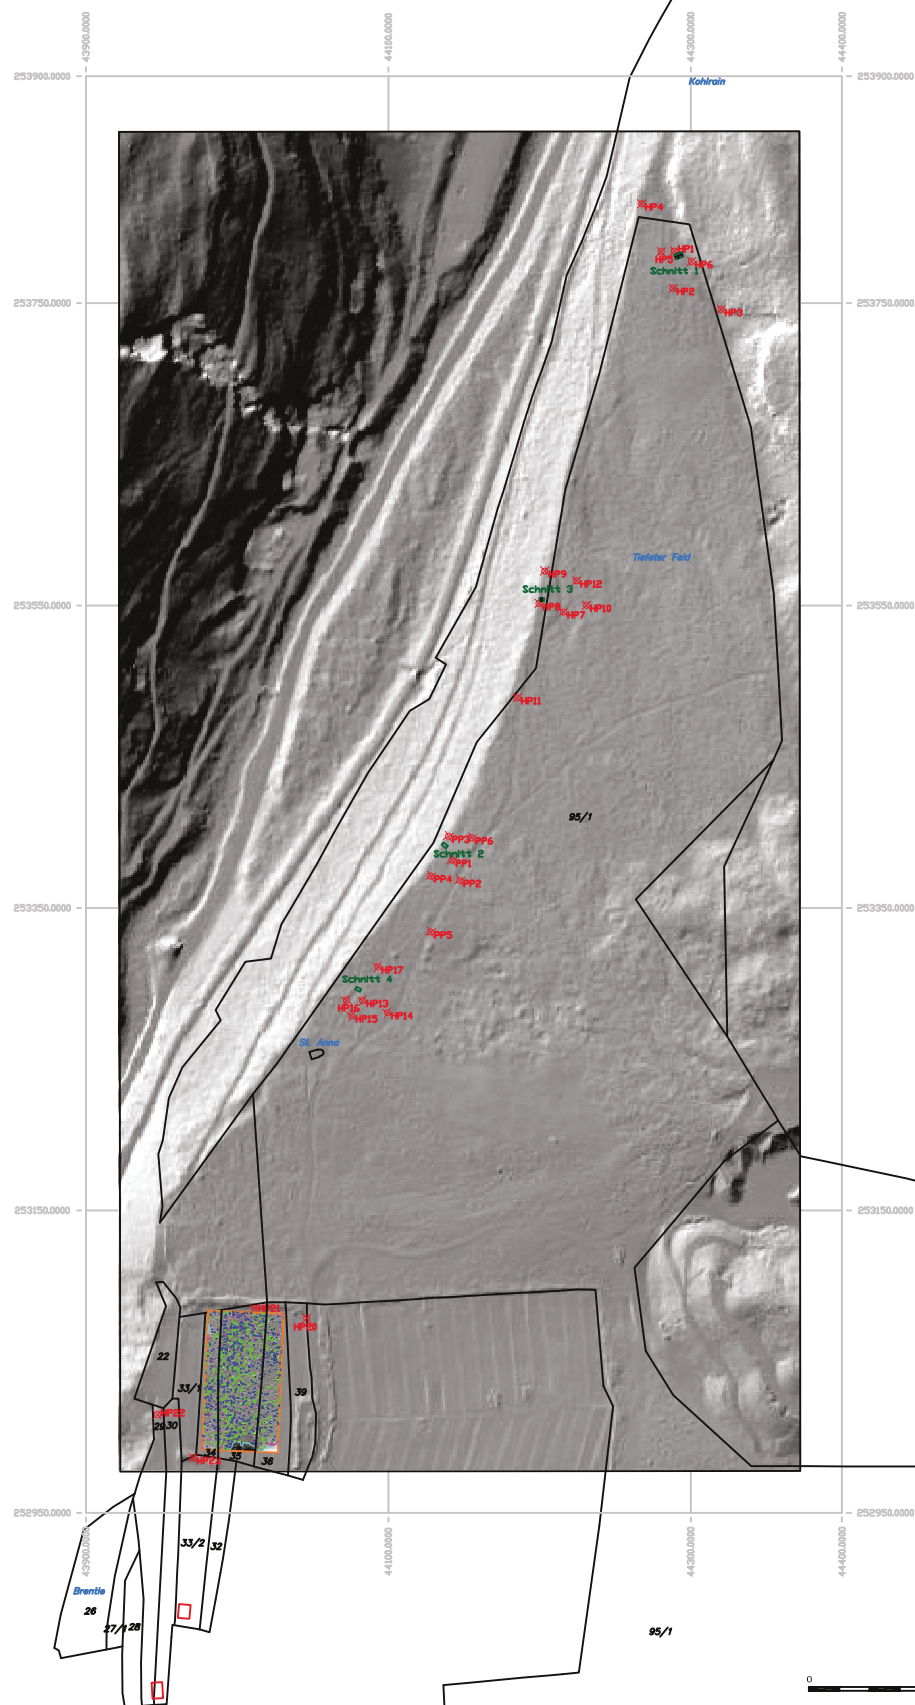 43900.0000
44100.0000
44300.0000
44400.0000
253900.0000
253900.0000
Kohlrain
HP4
HP1
HP5
HP6
Schnitt 1
HP2
HP3
253750.0000
253750.0000
Tiefeter Feld
HP9
HP12
Schnitt 3
HP8
HP10
HP7
253550.0000
253550.0000
HP11
95/1
PP3
PP6
Schnitt 2
PP1
PP4
PP2
253350.0000
253350.0000
PP5
HP17
Schnitt 4
HP13
HP16
HP14
HP15
St. Anna
253150.0000
253150.0000
HP21
HP20
22
33/1
39
HP22
29
30
34
35
36
252950.0000
252950.0000
43900.0000
44100.0000
44300.0000
44400.0000
33/2
32
26
27/1
28
95/1
0